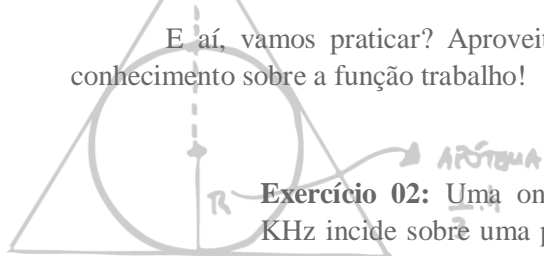 E aí, vamos praticar? Aproveit
conhecimento sobre a função trabalho!
APÓTEMA
R
Exercício 02: Uma on
KHz incide sobre uma p